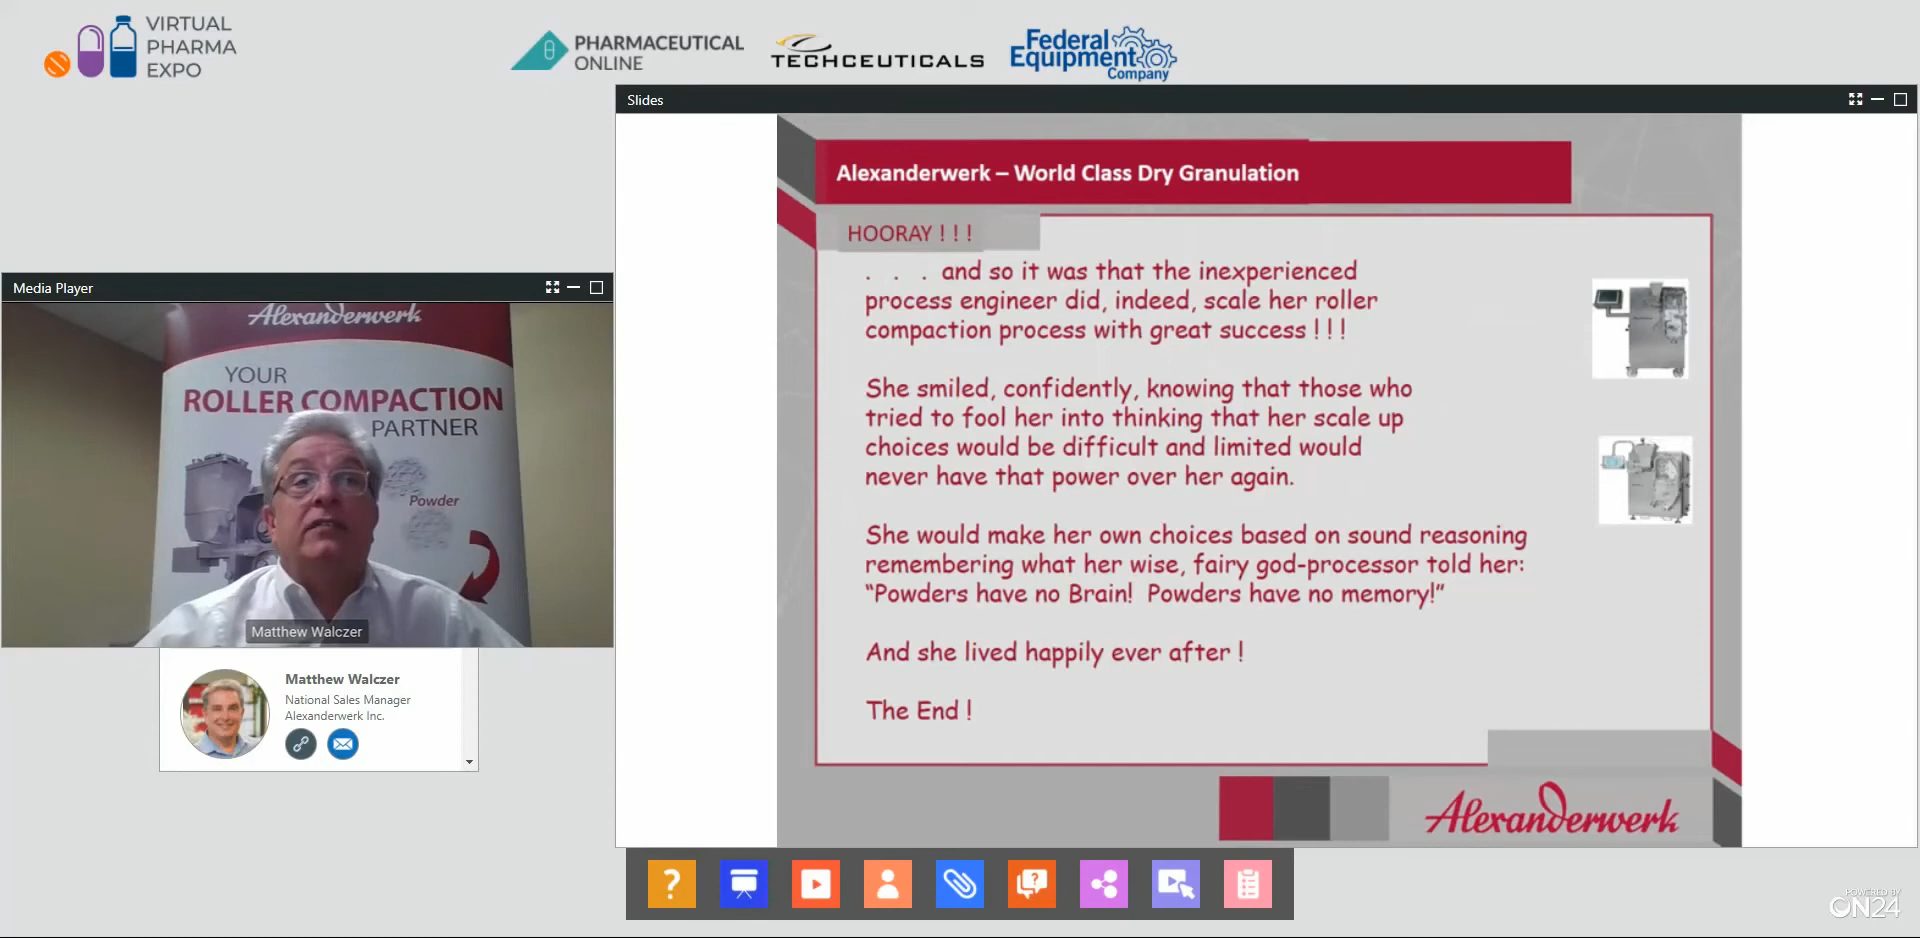 VIRTUAL
PHARMA
EXPO
PHARMACEUTICAL
ONLINE
TECHCEUTICALS
Federal
Equipment
Company
Slides
Alexanderwerk – World Class Dry Granulation
HOORAY ! ! !
. . . and so it was that the inexperienced
process engineer did, indeed, scale her roller
compaction process with great success ! ! !
She smiled, confidently, knowing that those who
tried to fool her into thinking that her scale up
choices would be difficult and limited would
never have that power over her again.
She would make her own choices based on sound reasoning
remembering what her wise, fairy god-processor told her:
“Powders have no Brain!  Powders have no memory!”
And she lived happily ever after !
The End !
Alexanderwerk
Media Player
Alexanderwerk
YOUR
ROLLER COMPACTION
PARTNER
Powder
Matthew Walczer
Matthew Walczer
National Sales Manager
Alexanderwerk Inc.
POWERED BY
ON24